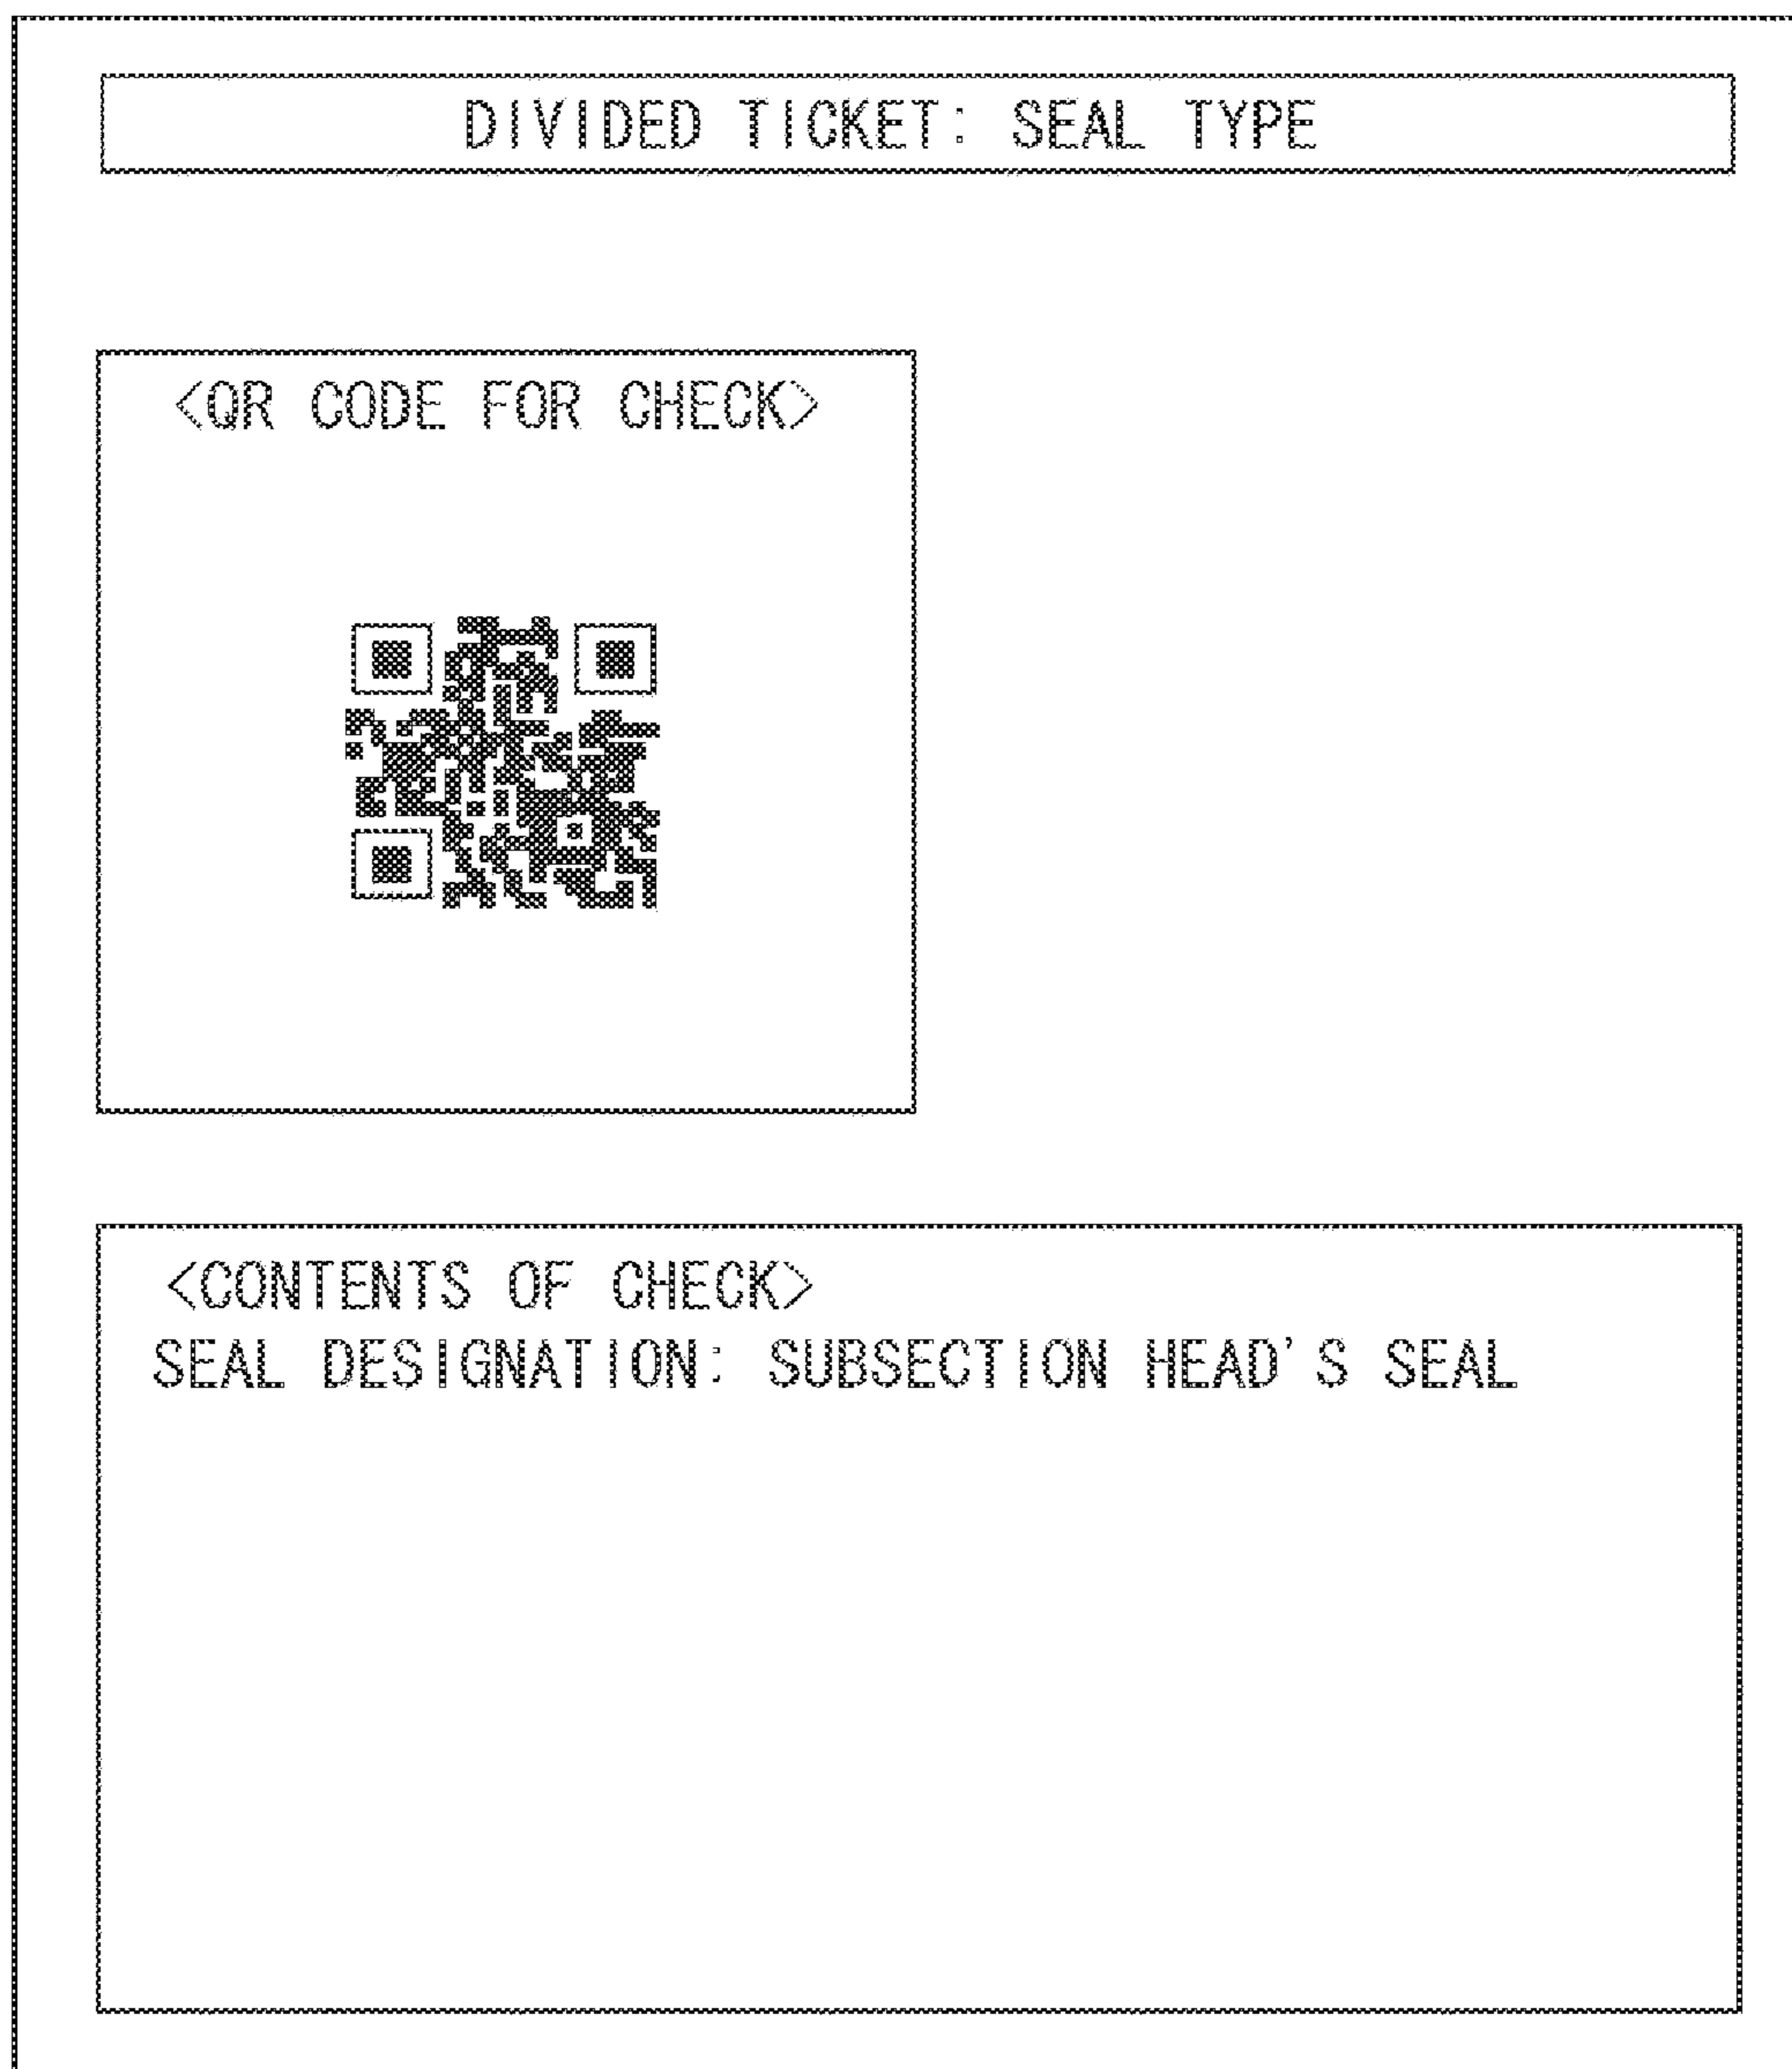 DIVIDED TICKET: SEAL TYPE
<QR CODE FOR CHECK>
<CONTENTS OF CHECK>
SEAL DESIGNATION: SUBSECTION HEAD'S SEAL